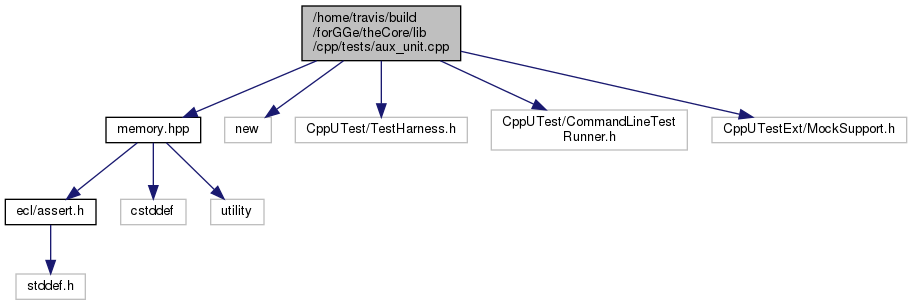 /home/travis/build
/forGGe/theCore/lib
/cpp/tests/aux_unit.cpp
memory.hpp
new
CppUTest/TestHarness.h
CppUTest/CommandLineTest
Runner.h
CppUTestExt/MockSupport.h
ecl/assert.h
cstddef
utility
stddef.h